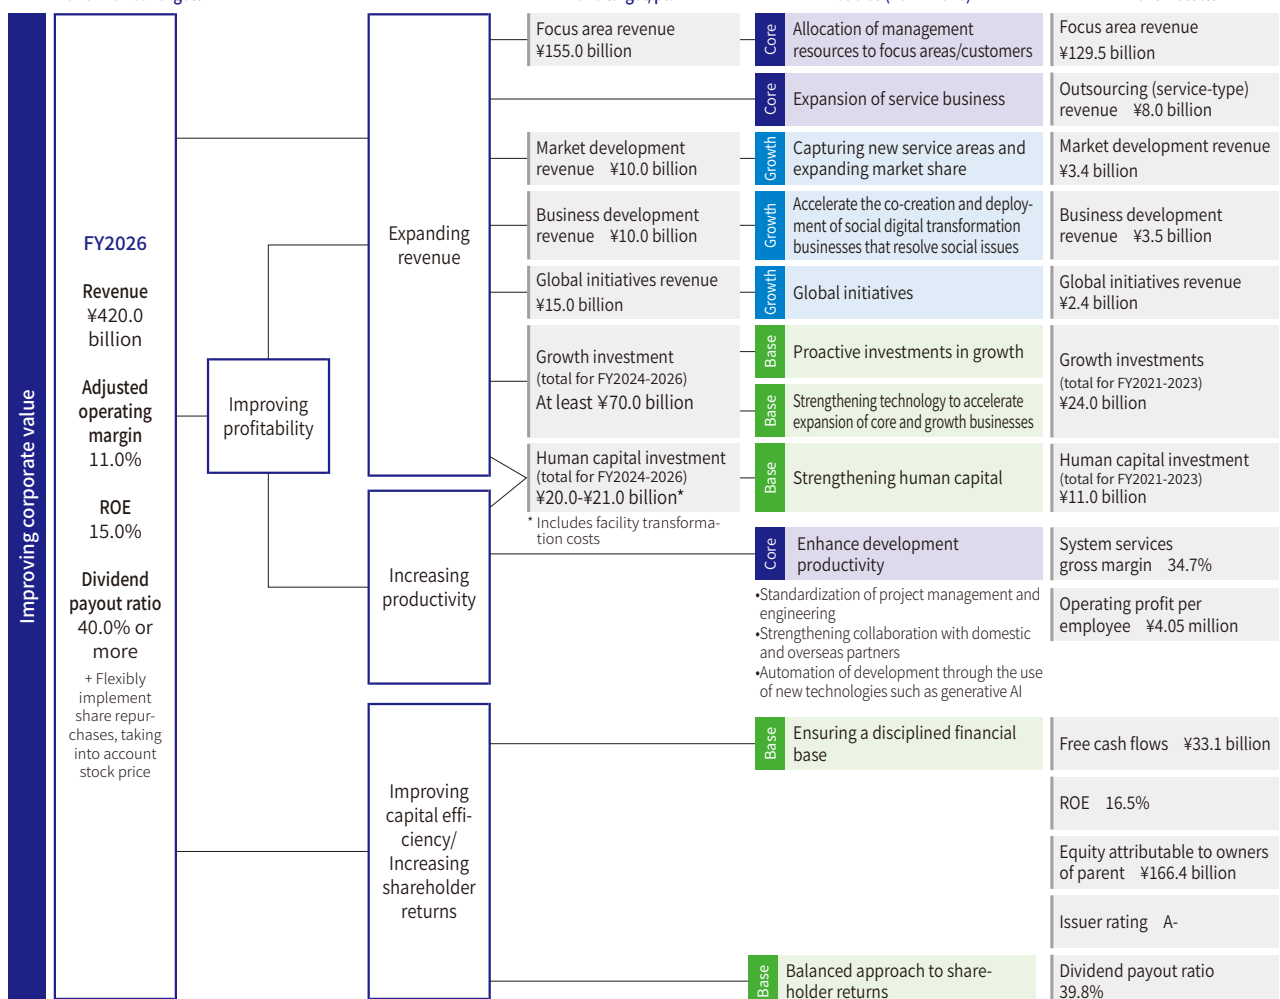 Improving corporate value
FY2026
Revenue
¥420.0
billion
Adjusted
operating
margin
11.0%
ROE
15.0%
Dividend
payout ratio
40.0% or
more
+ Flexibly
implement
share repur-
chases, taking
into account
stock price
Improving
profitability
Expanding
revenue
Increasing
productivity
Improving
capital effi-
ciency/
Increasing
shareholder
returns
Focus area revenue
¥155.0 billion
Market development
revenue ¥10.0 billion
Business development
revenue ¥10.0 billion
Global initiatives revenue
¥15.0 billion
Growth investment
(total for FY2024-2026)
At least ¥70.0 billion
Human capital investment
(total for FY2024-2026)
¥20.0-¥21.0 billion*
* Includes facility transforma-
tion costs
Core
Allocation of management
resources to focus areas/customers
Core
Expansion of service business
Growth
Capturing new service areas and
expanding market share
Growth
Accelerate the co-creation and deploy-
ment of social digital transformation
businesses that resolve social issues
Growth
Global initiatives
Base
Proactive investments in growth
Base
Strengthening technology to accelerate
expansion of core and growth businesses
Base
Strengthening human capital
Core
Enhance development
productivity
•Standardization of project management and
engineering
•Strengthening collaboration with domestic
and overseas partners
•Automation of development through the use
of new technologies such as generative AI
Base
Ensuring a disciplined financial
base
Base
Balanced approach to share-
holder returns
Focus area revenue
¥129.5 billion
Outsourcing (service-type)
revenue ¥8.0 billion
Market development revenue
¥3.4 billion
Business development
revenue ¥3.5 billion
Global initiatives revenue
¥2.4 billion
Growth investments
(total for FY2021-2023)
¥24.0 billion
Human capital investment
(total for FY2021-2023)
¥11.0 billion
System services
gross margin 34.7%
Operating profit per
employee ¥4.05 million
Free cash flows ¥33.1 billion
ROE 16.5%
Equity attributable to owners
of parent ¥166.4 billion
Issuer rating A-
Dividend payout ratio
39.8%